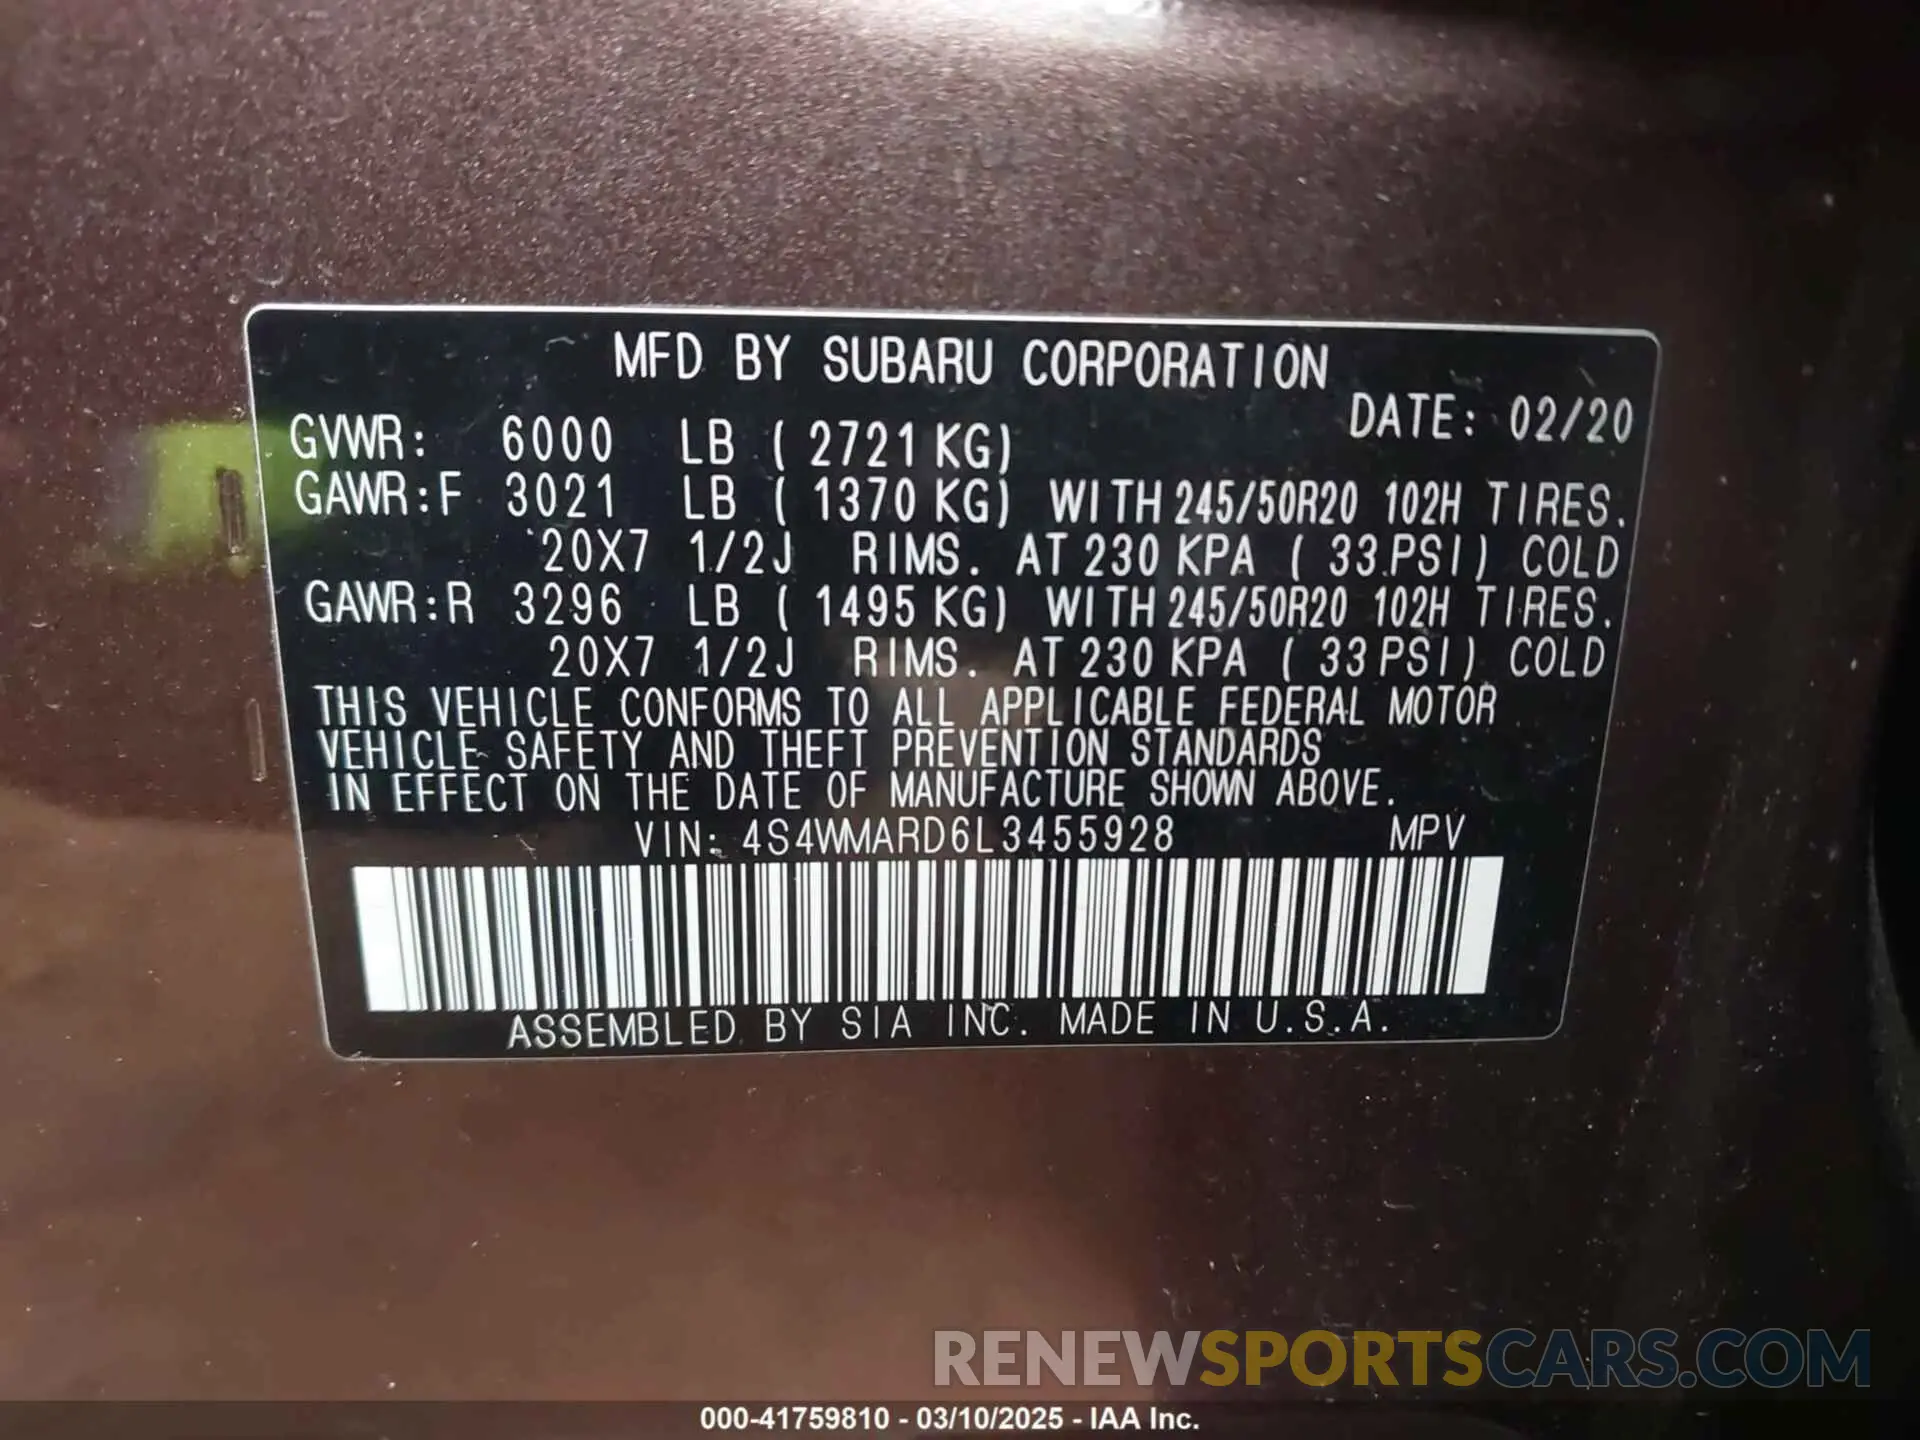 MFD BY SUBARU CORPORATION
DATE: 02/20
GVWR: 6000 LB ( 2721 KG)
GAWR:F 3021 LB ( 1370 KG) WITH 245/50R20 102H TIRES.
20X7 1/2J RIMS. AT 230 KPA ( 33 PSI) COLD
GAWR:R 3296 LB ( 1495 KG) WITH 245/50R20 102H TIRES.
20X7 1/2J RIMS. AT 230 KPA ( 33 PSI) COLD
THIS VEHICLE CONFORMS TO ALL APPLICABLE FEDERAL MOTOR
VEHICLE SAFETY AND THEFT PREVENTION STANDARDS
IN EFFECT ON THE DATE OF MANUFACTURE SHOWN ABOVE.
VIN: 4S4WMARD6L3455928 MPV
ASSEMBLED BY SIA INC. MADE IN U.S.A.
RENEWSPORTSCARS.COM
000-41759810 - 03/10/2025 - IAA Inc.